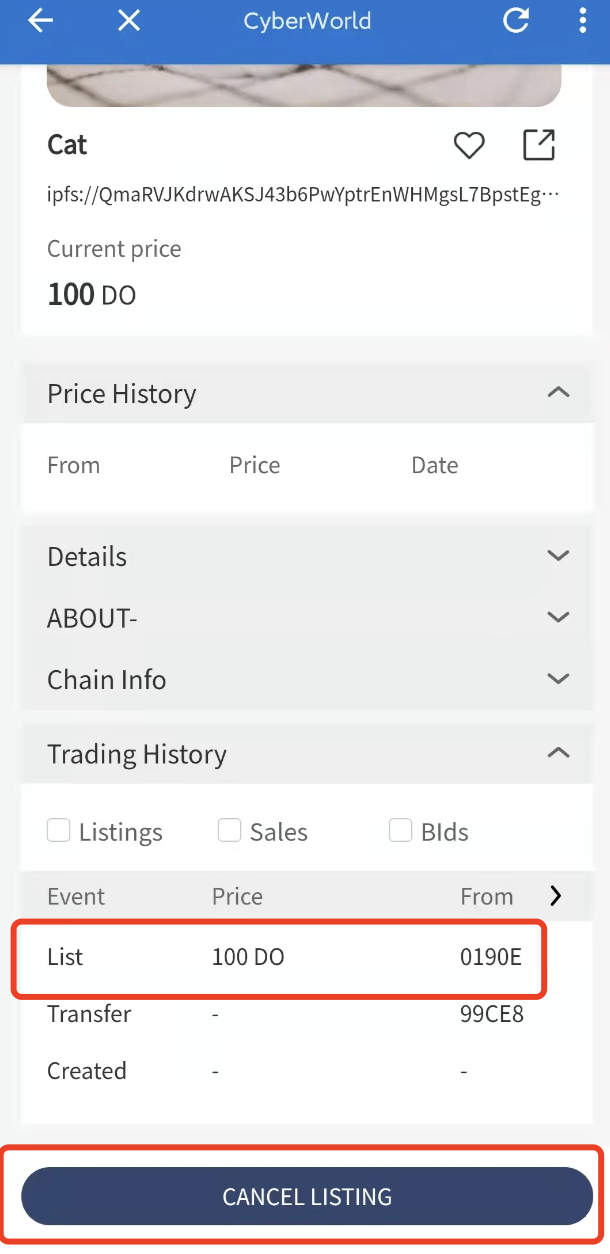 CyberWorld
Cat
ipfs://QmaRVJKdrwAKSJ43b6PwYptrEnWHMgsL7BpstEg···
Current price
100 DO
Price History
From Price Date
Details
ABOUT-
Chain Info
Trading History
Listings Sales BIds
Event Price From
List 100 DO 0190E
Transfer - 99CE8
Created - -
CANCEL LISTING